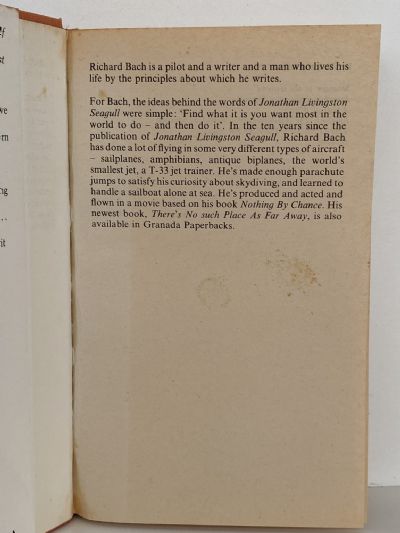 Richard Bach is a pilot and a writer and a man who lives his
life by the principles about which he writes.
For Bach, the ideas behind the words of Jonathan Livingston
Seagull were simple: 'Find what it is you want most in the
world to do – and then do it'. In the ten years since the
publication of Jonathan Livingston Seagull, Richard Bach
has done a lot of flying in some very different types of aircraft
– sailplanes, amphibians, antique biplanes, the world's
smallest jet, a T-33 jet trainer. He's made enough parachute
jumps to satisfy his curiosity about skydiving, and learned to
handle a sailboat alone at sea. He's produced and acted and
flown in a movie based on his book Nothing By Chance. His
newest book, There's No such Place As Far Away, is also
available in Granada Paperbacks.